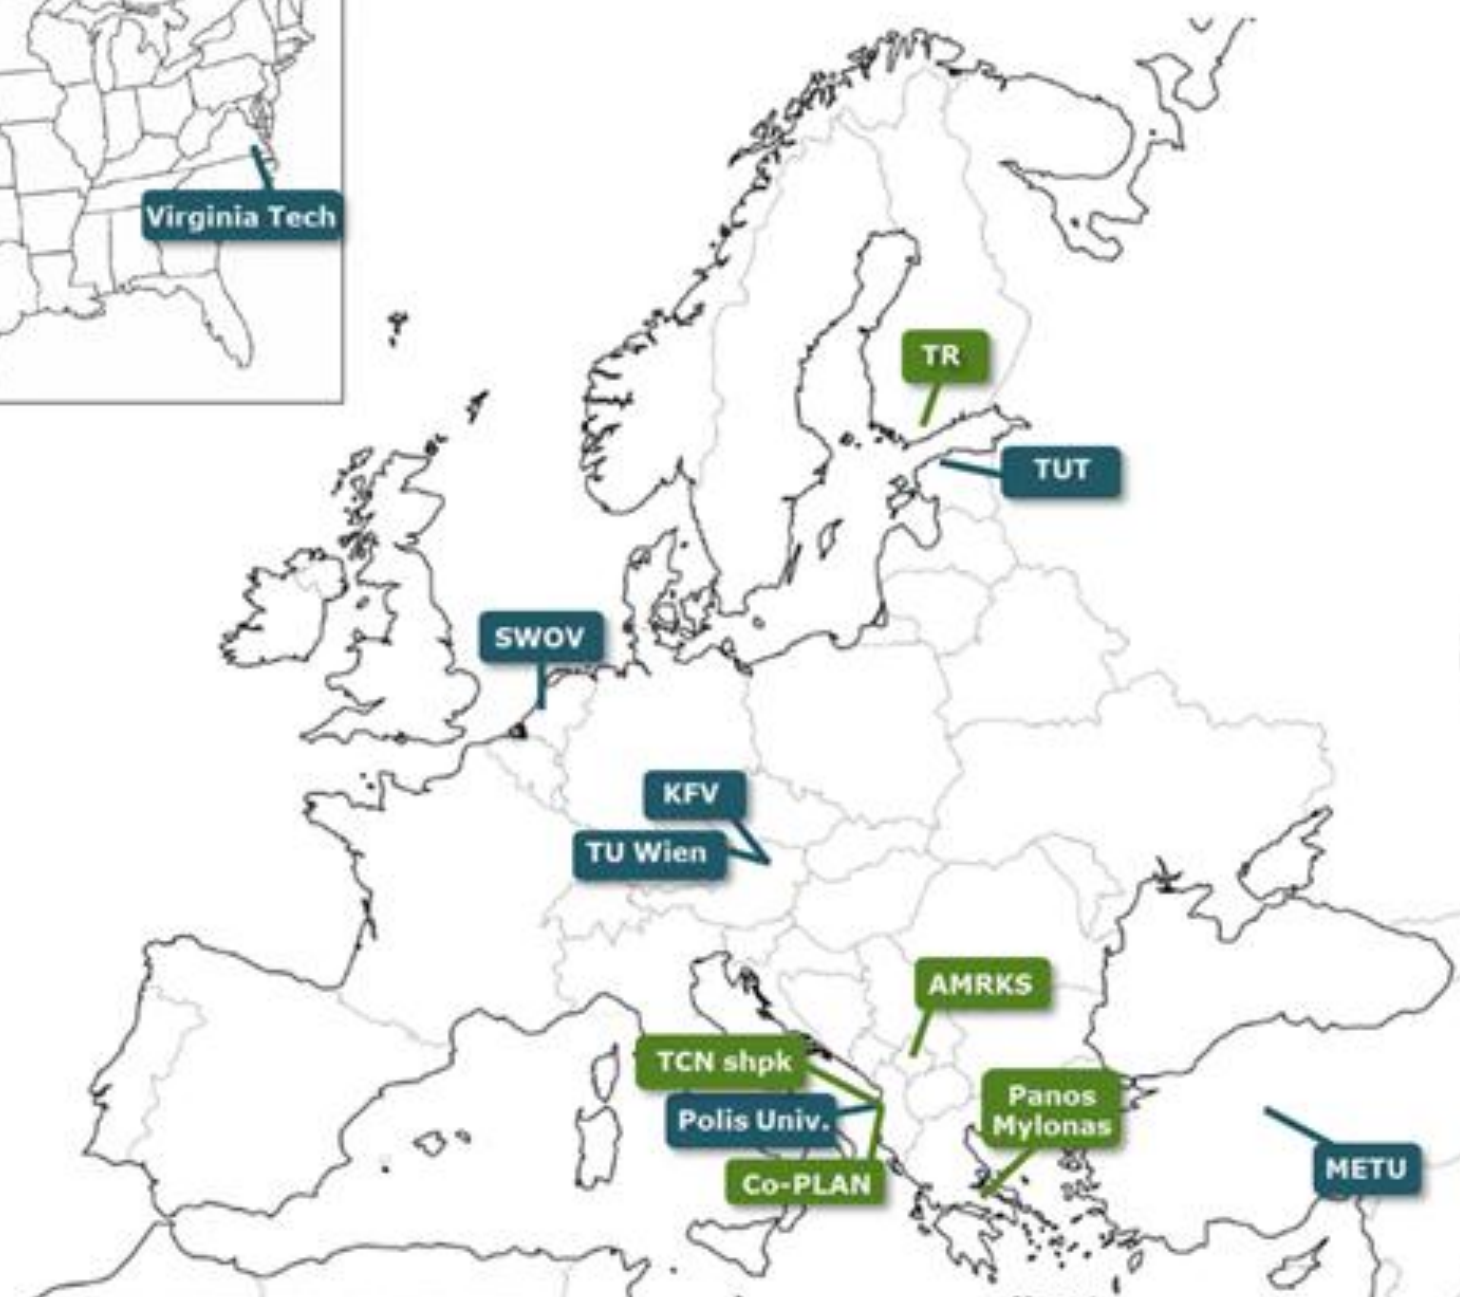 Virginia Tech
TR
TUT
SWOV
KFV
TU Wien
AMRKS
TCN shpk
Panos
Mylonas
Polis Univ.
METU
Co-PLAN